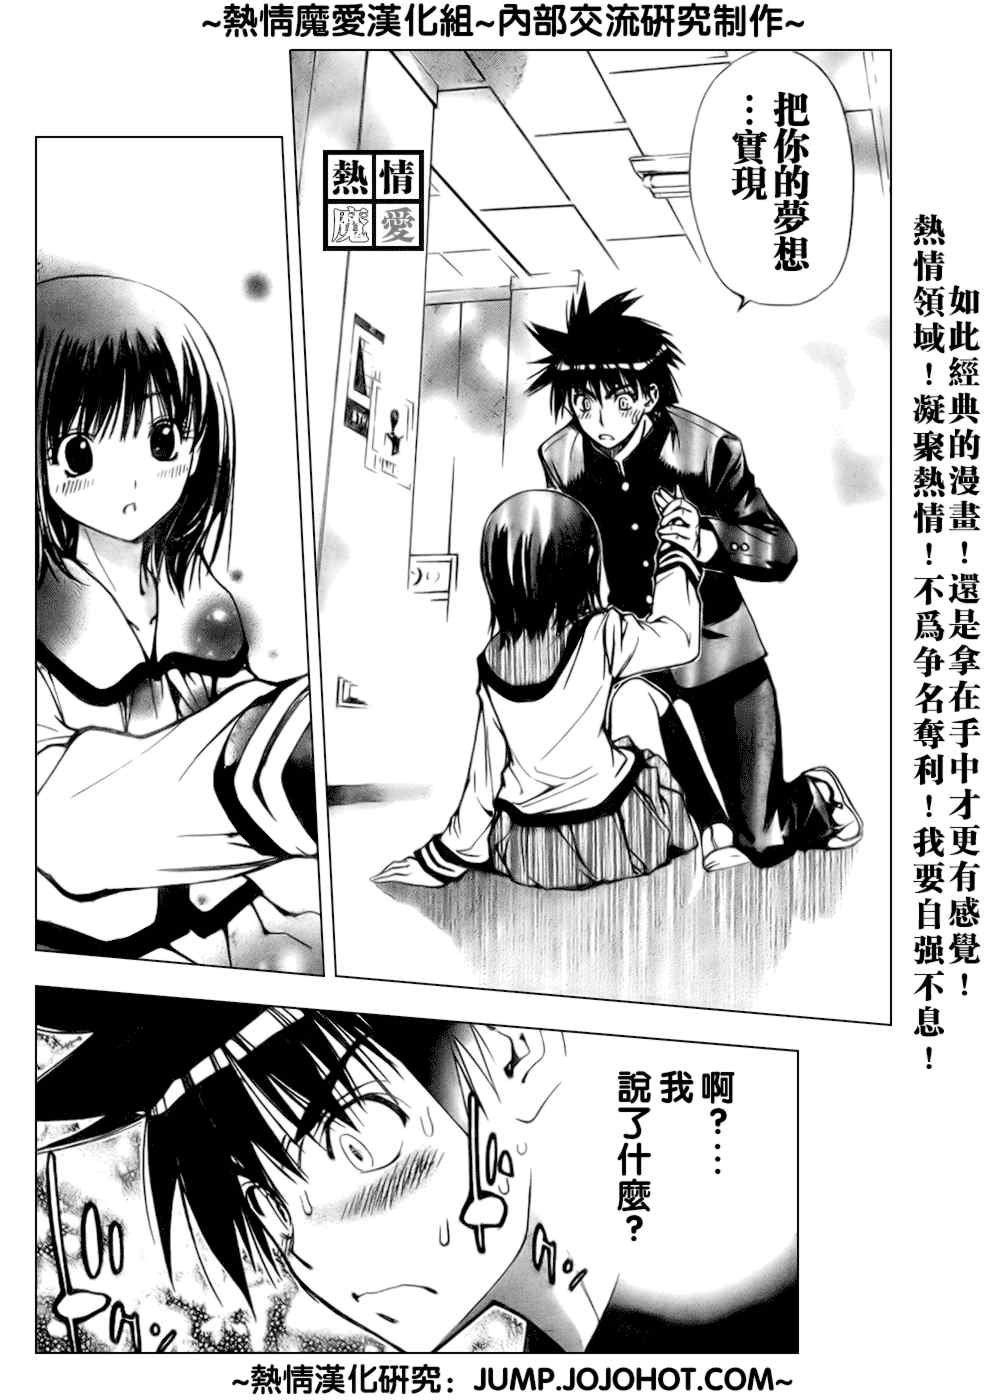 ~熱情魔愛漢化組~內部交流研究制作~
把你的夢想
…實現
熱情
魔愛
如此經典的漫畫！還是拿在手中才更有感覺！
熱情領域！凝聚熱情！不爲争名奪利！我要自强不息！
啊？…
我
說了什麼？
~熱情漢化研究：JUMP.JOJOHOT.COM~